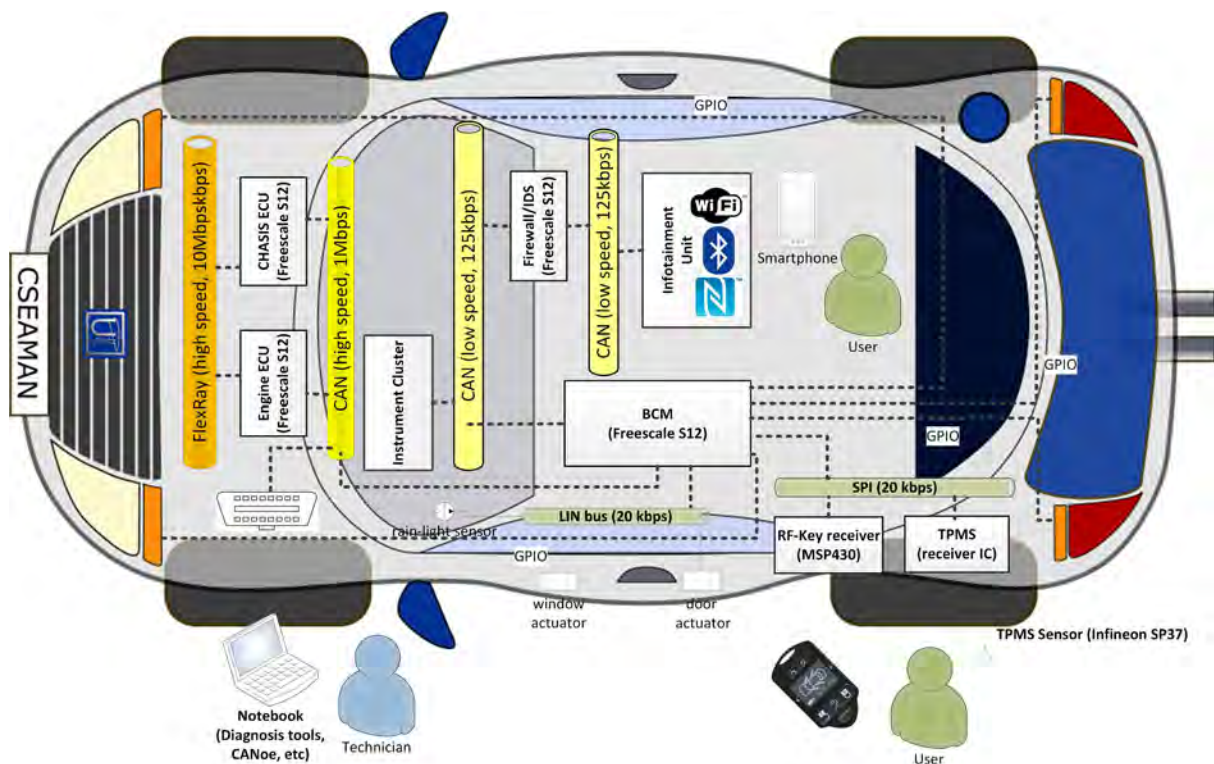 CSEAMAN
FlexRay (high speed, 10Mbpskbps)
CHASIS ECU
(Freescale S12)
Engine ECU
(Freescale S12)
CAN (high speed, 1Mbps)
Instrument Cluster
CAN (low speed, 125kbps)
Firewall/IDS
(Freescale S12)
CAN (low speed, 125kbps)
Infotainment
Unit
Wi Fi
TM
Smartphone
User
GPIO
GPIO
BCM
(Freescale S12)
GPIO
SPI (20 kbps)
LIN bus (20 kbps)
rain-light sensor
GPIO
RF-Key receiver
(MSP430)
TPMS
(receiver IC)
window
actuator
door
actuator
TPMS Sensor (Infineon SP37)
Notebook
(Diagnosis tools,
CANoe, etc)
Technician
User